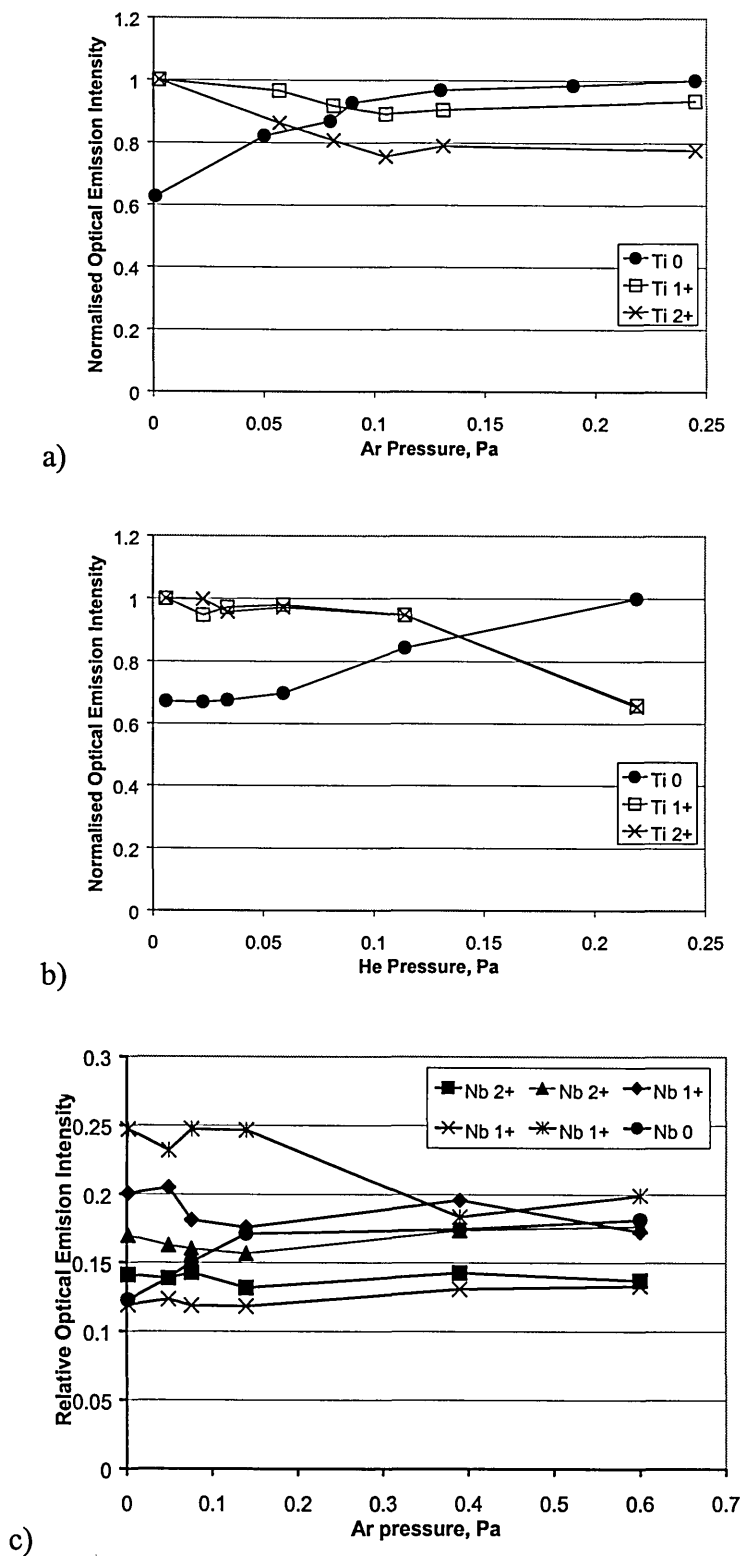 1.2
1
0.8
0.6
0.4
0.2
0
Normalised Optical Emission Intensity
Ti 0
Ti 1+
Ti 2+
0 0.05 0.1 0.15 0.2 0.25
Ar Pressure, Pa
a)
1.2
1
0.8
0.6
0.4
0.2
0
Normalised Optical Emission Intensity
Ti 0
Ti 1+
Ti 2+
0 0.05 0.1 0.15 0.2 0.25
He Pressure, Pa
b)
0.3
0.25
0.2
0.15
0.1
0.05
0
Relative Optical Emision Intensity
Nb 2+ Nb 2+ Nb 1+
Nb 1+ Nb 1+ Nb 0
0 0.1 0.2 0.3 0.4 0.5 0.6 0.7
Ar pressure, Pa
c)